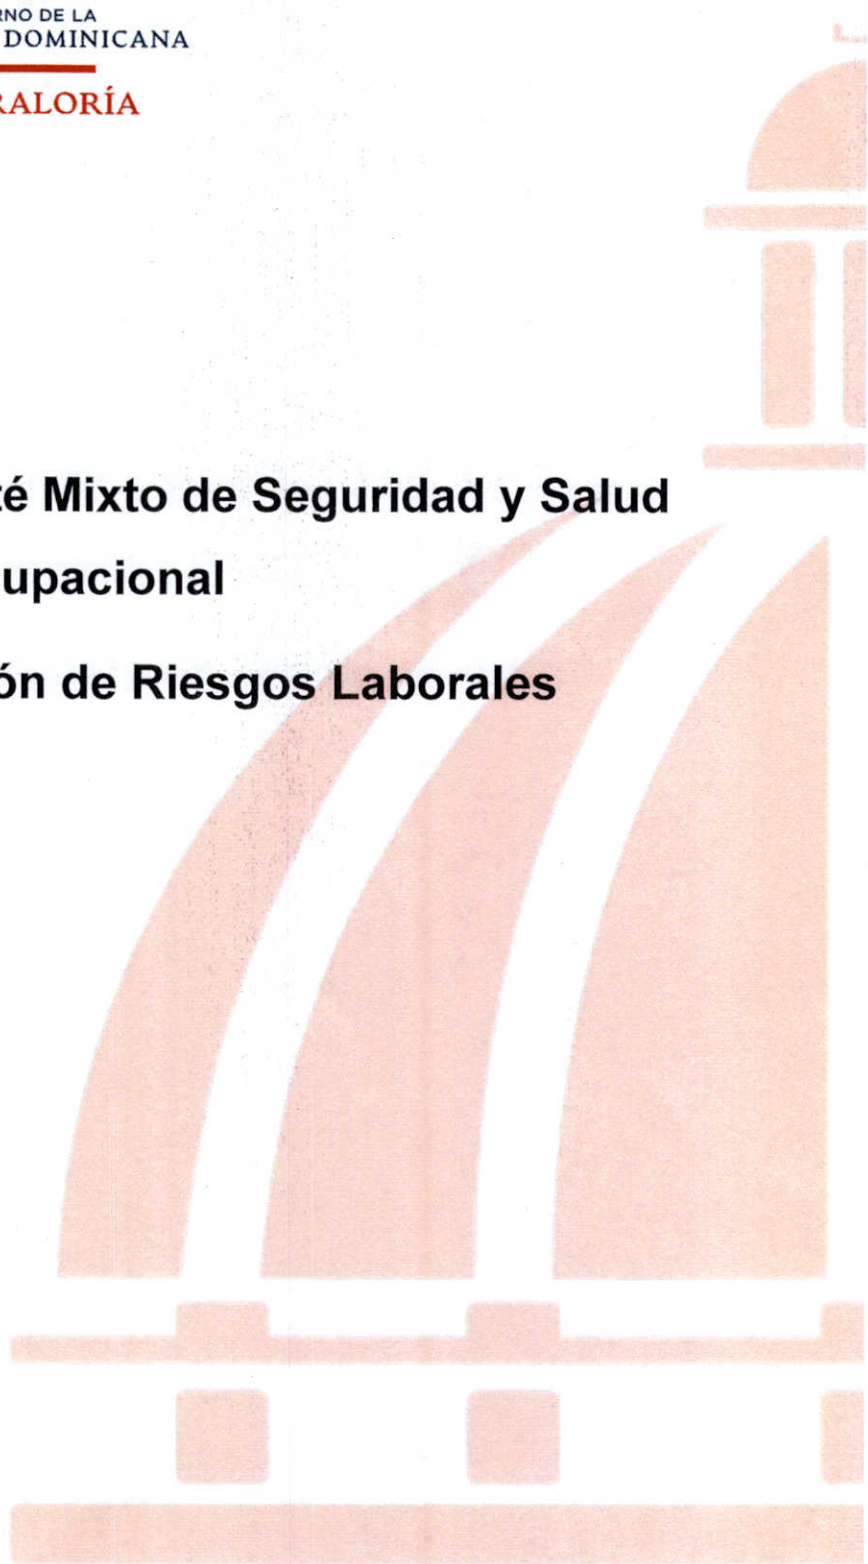 RNO DE LA
DOMINICANA
RALORÍA
té Mixto de Seguridad y Salud
upacional
ón de Riesgos Laborales